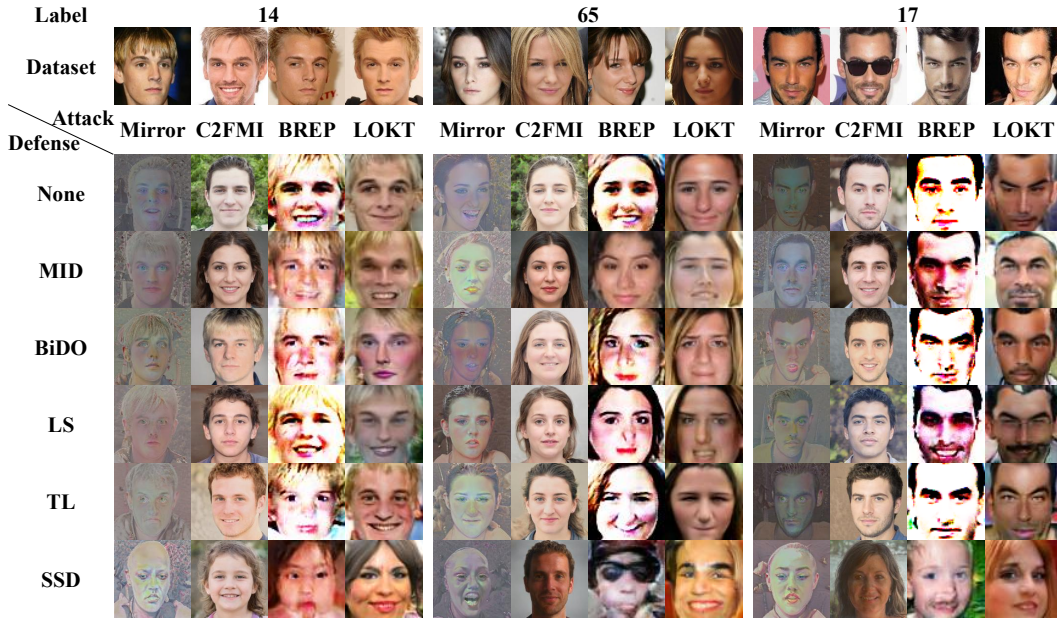 Label 14 65 17
Dataset
Attack
Defense
Mirror C2FMI BREP LOKT Mirror C2FMI BREP LOKT Mirror C2FMI BREP LOKT
None
MID
BiDO
LS
TL
SSD